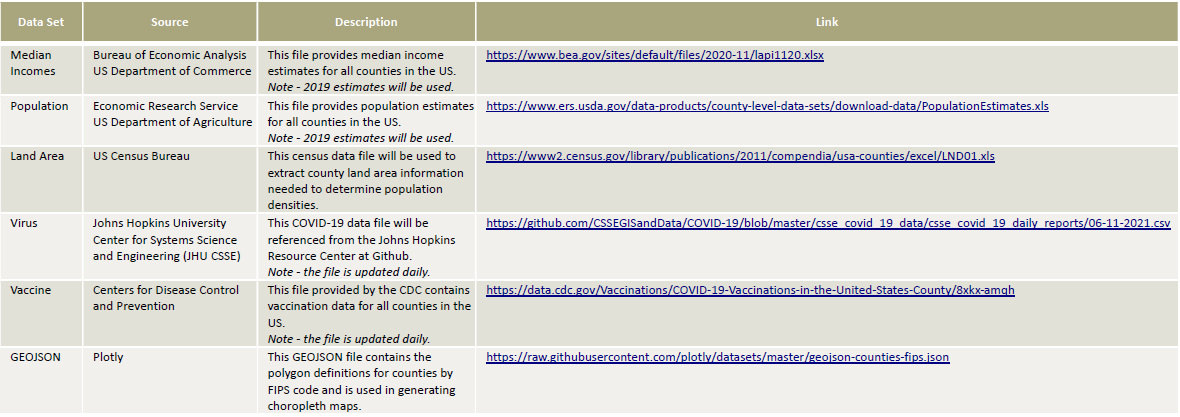 Data Set Source Description Link
Median Incomes
Bureau of Economic Analysis
US Department of Commerce
This file provides median income
estimates for all counties in the US.
Note - 2019 estimates will be used.
https://www.bea.gov/sites/default/files/2020-11/lapi1120.xlsx
Population
Economic Research Service
US Department of Agriculture
This file provides population estimates
for all counties in the US.
Note - 2019 estimates will be used.
https://www.ers.usda.gov/data-products/county-level-data-sets/download-data/PopulationEstimates.xls
Land Area
US Census Bureau
This census data file will be used to
extract county land area information
needed to determine population
densities.
https://www2.census.gov/library/publications/2011/compendia/usa-counties/excel/LND01.xls
Virus
Johns Hopkins University
Center for Systems Science
and Engineering (JHU CSSE)
This COVID-19 data file will be
referenced from the Johns Hopkins
Resource Center at Github.
Note - the file is updated daily.
https://github.com/CSSEGISandData/COVID-19/blob/master/csse_covid_19_data/csse_covid_19_daily_reports/06-11-2021.csv
Vaccine
Centers for Disease Control
and Prevention
This file provided by the CDC contains
vaccination data for all counties in the
US.
Note - the file is updated daily.
https://data.cdc.gov/Vaccinations/COVID-19-Vaccinations-in-the-United-States-County/8xkx-amqh
GEOJSON
Plotly
This GEOJSON file contains the
polygon definitions for counties by
FIPS code and is used in generating
choropleth maps.
https://raw.githubusercontent.com/plotly/datasets/master/geojson-counties-fips.json